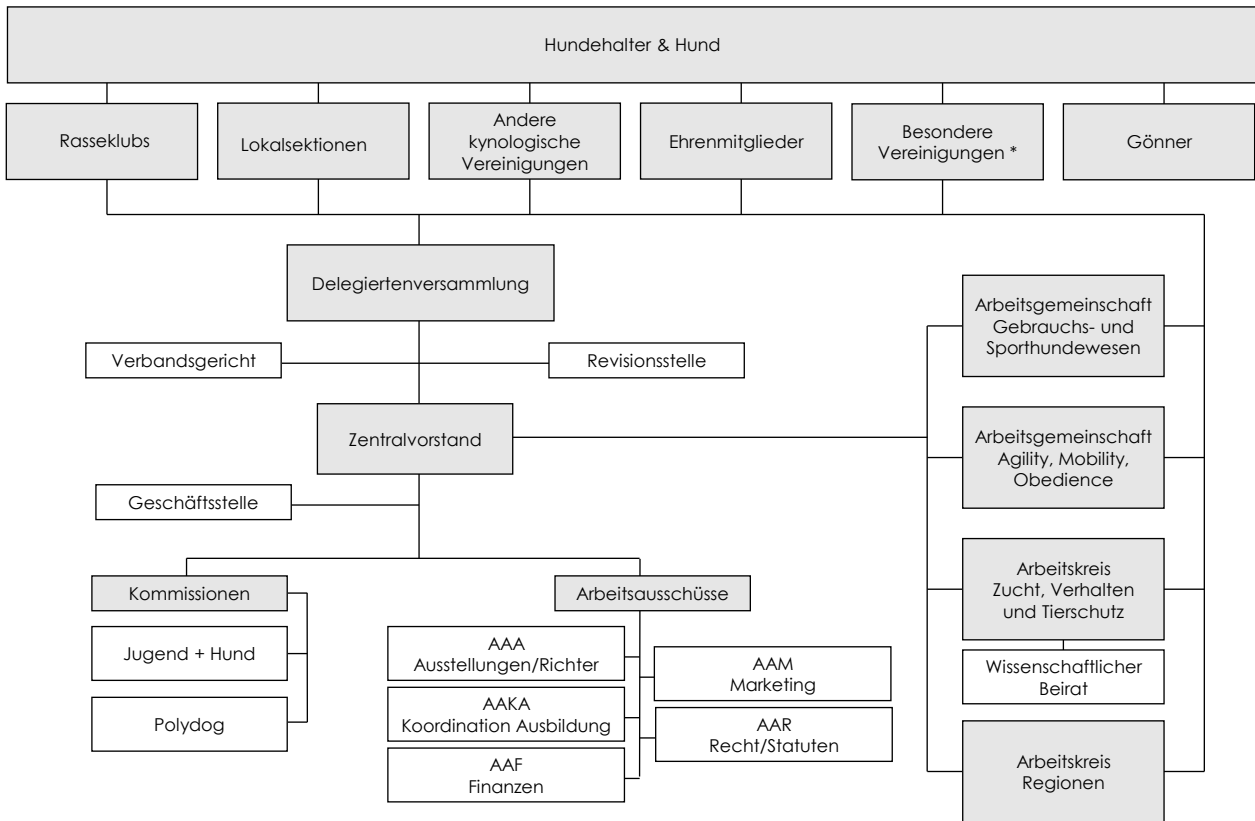 Hundehalter & Hund
Rasseklubs
Lokalsektionen
Andere
kynologische
Vereinigungen
Ehrenmitglieder
Besondere
Vereinigungen *
Gönner
Delegiertenversammlung
Verbandsgericht
Revisionsstelle
Zentralvorstand
Geschäftsstelle
Kommissionen
Jugend + Hund
Polydog
Arbeitsausschüsse
AAA
Ausstellungen/Richter
AAKA
Koordination Ausbildung
AAF
Finanzen
AAM
Marketing
AAR
Recht/Statuten
Arbeitsgemeinschaft
Gebrauchs- und
Sporthundewesen
Arbeitsgemeinschaft
Agility, Mobility,
Obedience
Arbeitskreis
Zucht, Verhalten
und Tierschutz
Wissenschaftlicher
Beirat
Arbeitskreis
Regionen